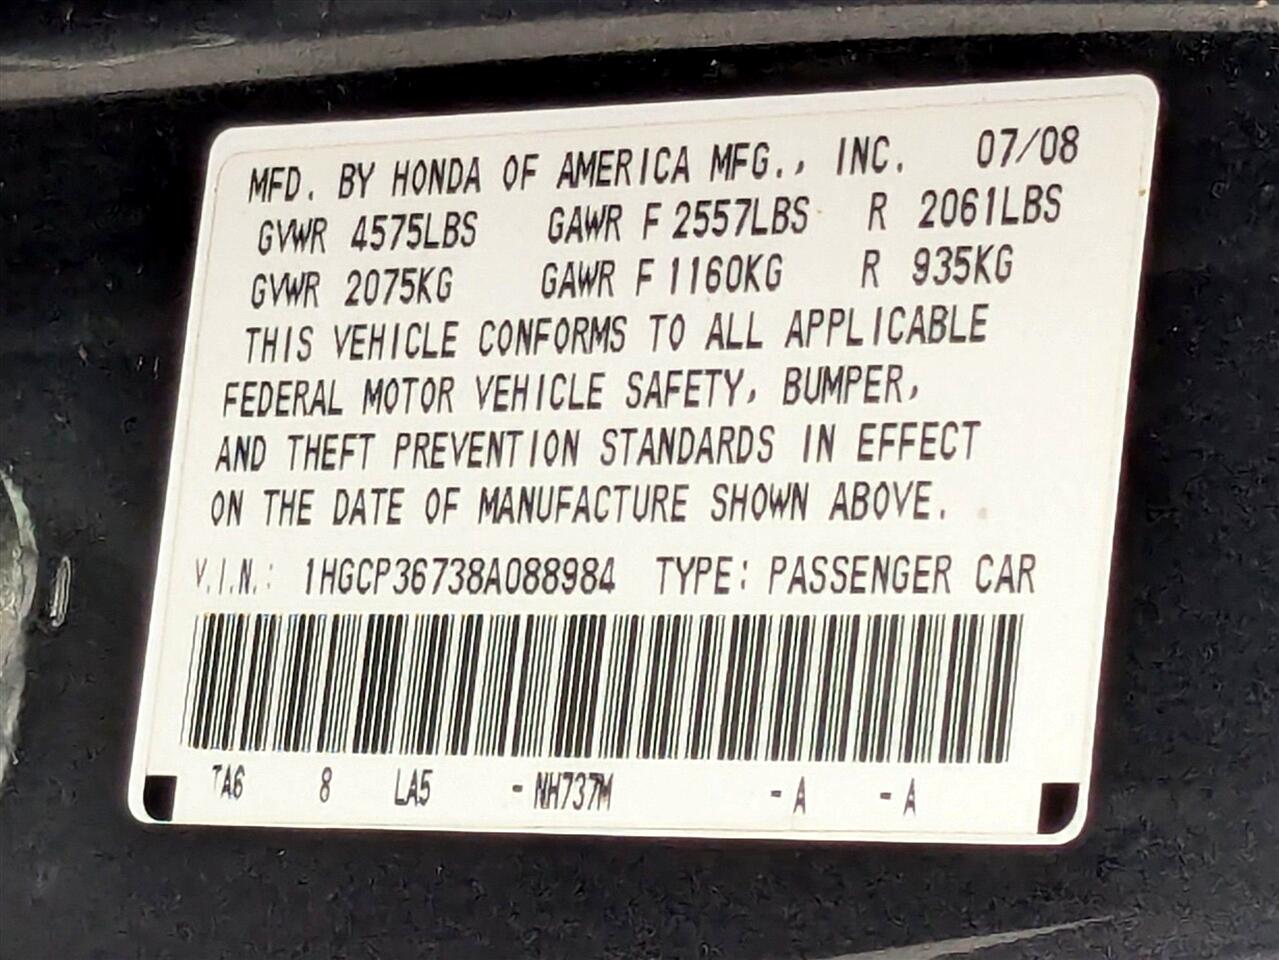 MFD. BY HONDA OF AMERICA MFG., INC. 07/08
GVWR 4575LBS GAWR F 2557LBS R 2061LBS
GVWR 2075KG GAWR F 1160KG R 935KG
THIS VEHICLE CONFORMS TO ALL APPLICABLE
FEDERAL MOTOR VEHICLE SAFETY, BUMPER,
AND THEFT PREVENTION STANDARDS IN EFFECT
ON THE DATE OF MANUFACTURE SHOWN ABOVE.
V.I.N.: 1HGCP36738A088984 TYPE: PASSENGER CAR
TA6 8 LA5 -NH737M -A -A